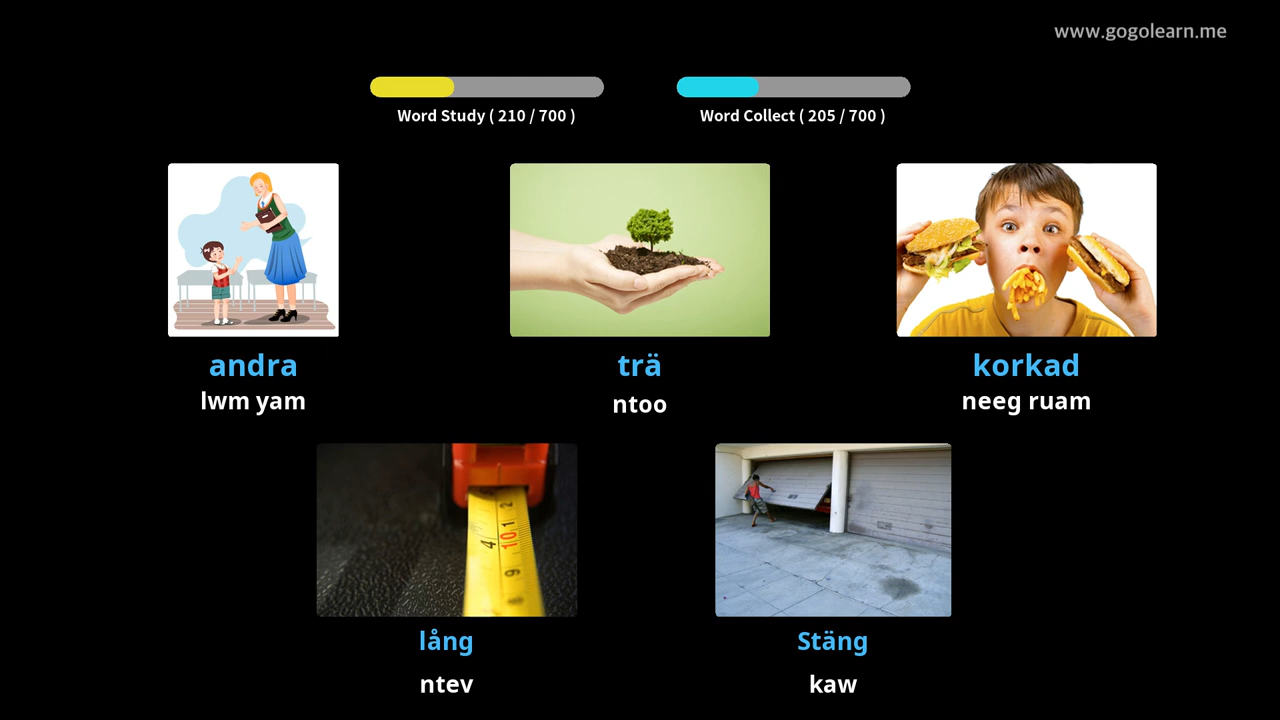 www.gogolearn.me
Word Study ( 210 / 700 )
Word Collect ( 205 / 700 )
andra
lwm yam
trä
ntoo
korkad
neeg ruam
lång
ntev
Stäng
kaw